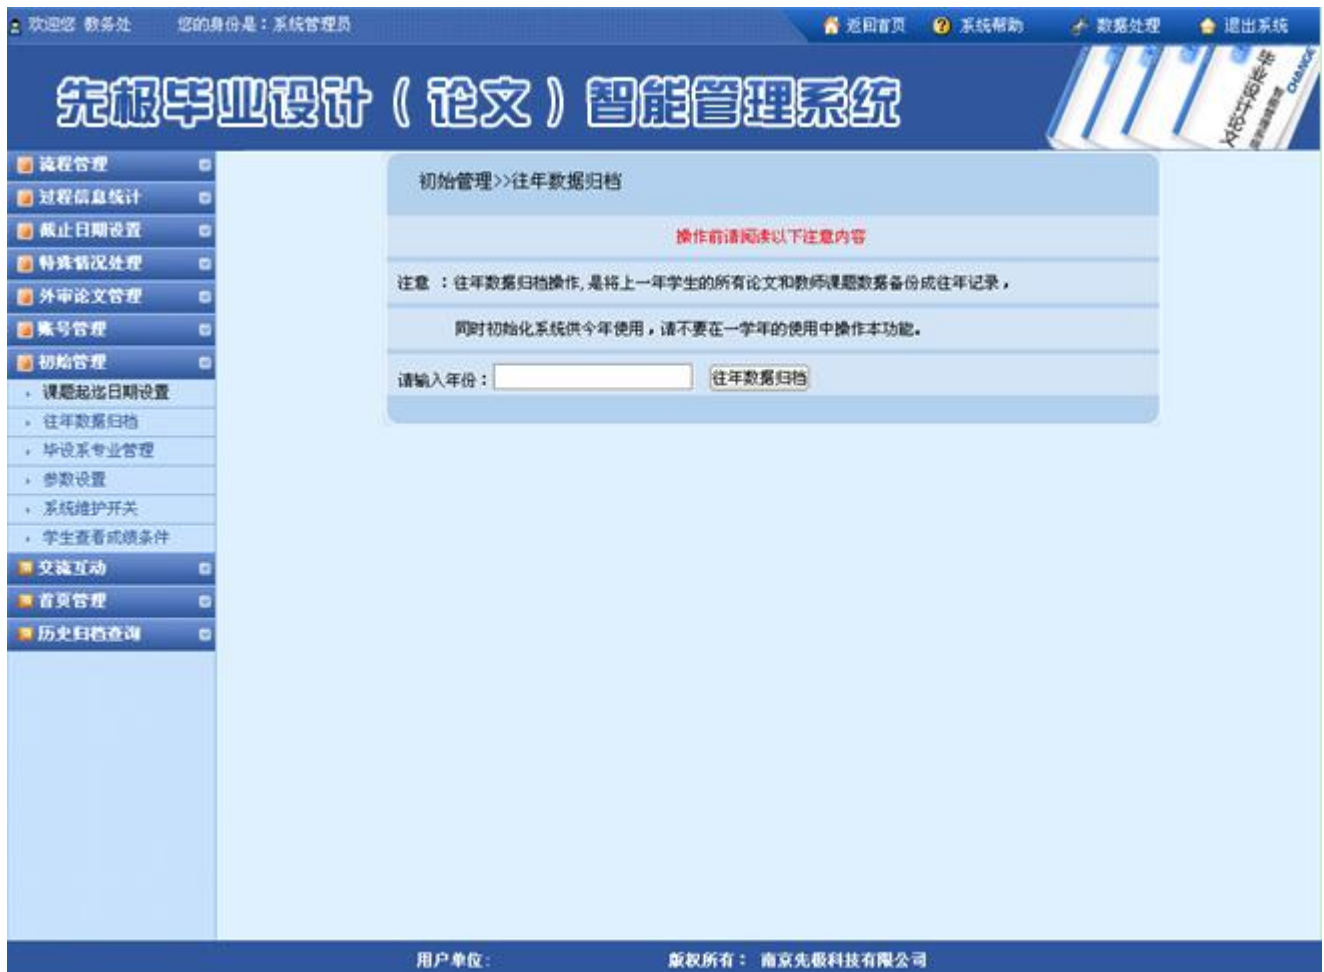 欢迎您 教务处 您的身份是：系统管理员 返回首页 系统帮助 数据处理 退出系统
先极毕业设计（论文）智能管理系统
毕业设计论文
CHANGE
流程管理
过程信息统计
截止日期设置
特殊情况处理
外审论文管理
账号管理
初始管理
课题起迄日期设置
往年数据归档
毕设系专业管理
参数设置
系统维护开关
学生查看成绩条件
交流互动
首页管理
历史归档查询
初始管理>>往年数据归档
操作前请阅读以下注意内容
注意 ：往年数据归档操作,是将上一年学生的所有论文和教师课题数据备份成往年记录，
同时初始化系统供今年使用，请不要在一学年的使用中操作本功能。
请输入年份： 往年数据归档
用户单位： 版权所有： 南京先极科技有限公司